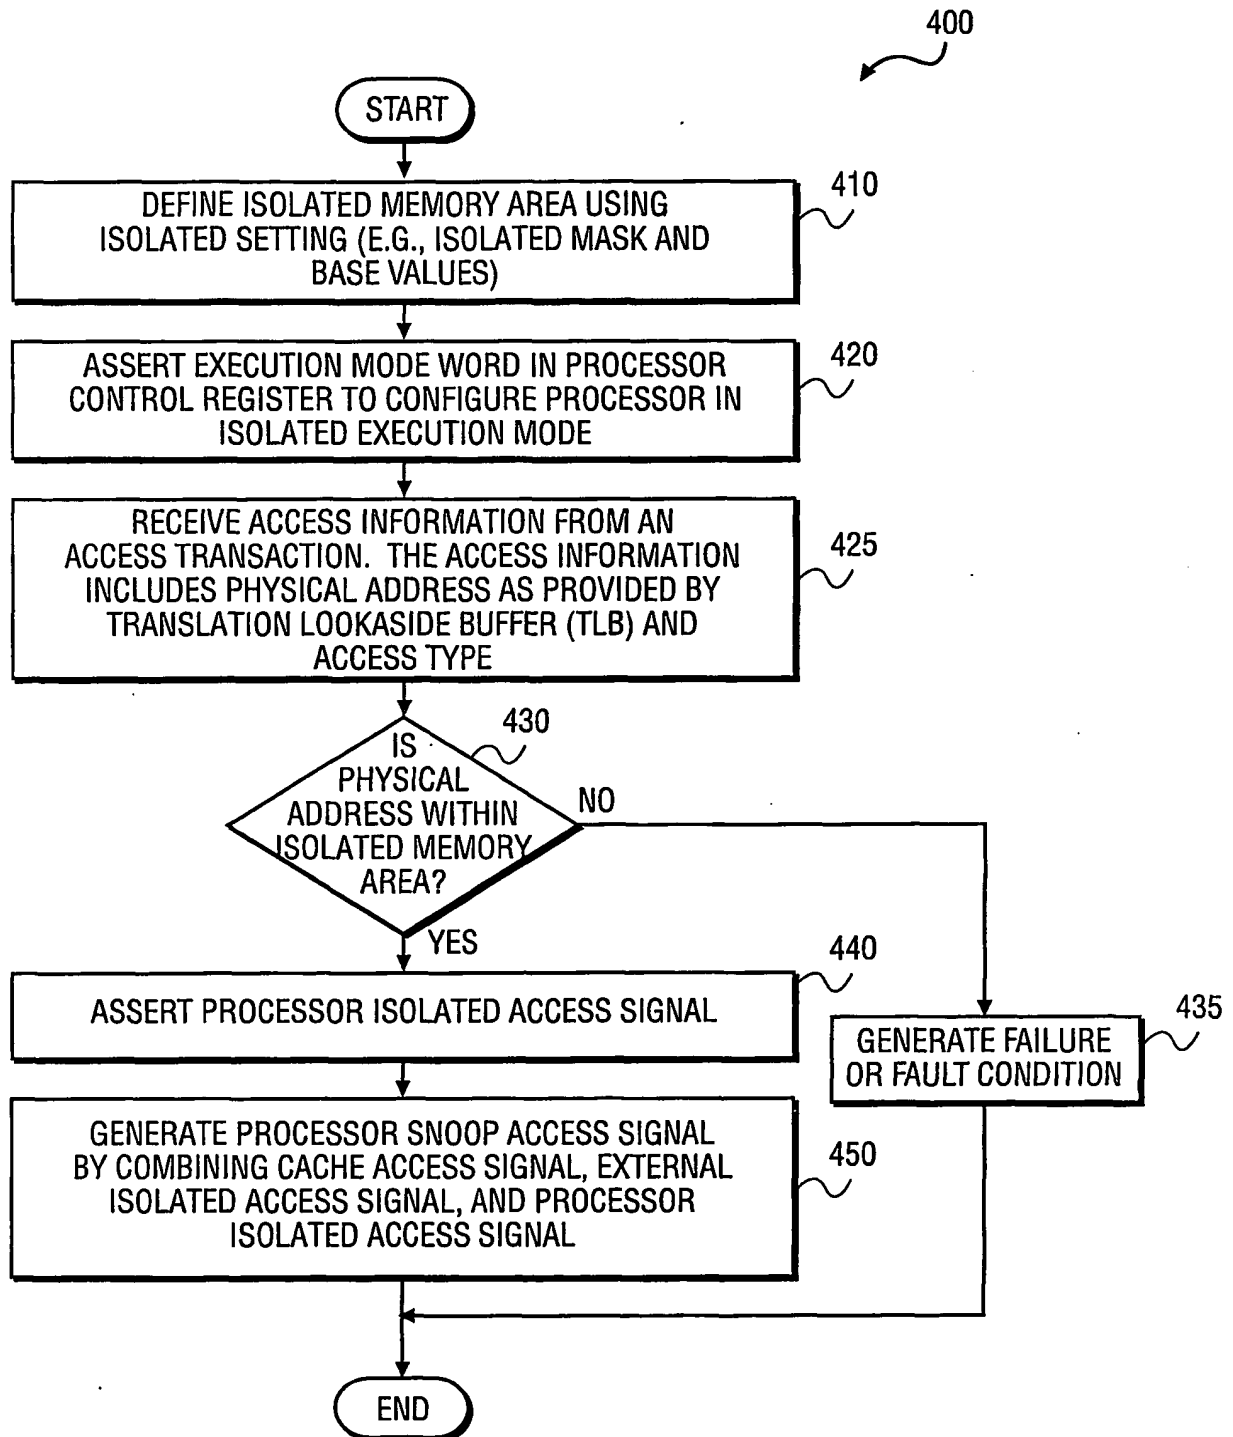 400
START
410
DEFINE ISOLATED MEMORY AREA USING
ISOLATED SETTING (E.G., ISOLATED MASK AND
BASE VALUES)
420
ASSERT EXECUTION MODE WORD IN PROCESSOR
CONTROL REGISTER TO CONFIGURE PROCESSOR IN
ISOLATED EXECUTION MODE
425
RECEIVE ACCESS INFORMATION FROM AN
ACCESS TRANSACTION. THE ACCESS INFORMATION
INCLUDES PHYSICAL ADDRESS AS PROVIDED BY
TRANSLATION LOOKASIDE BUFFER (TLB) AND
ACCESS TYPE
430
IS
PHYSICAL
ADDRESS WITHIN
ISOLATED MEMORY
AREA?
NO
YES
440
ASSERT PROCESSOR ISOLATED ACCESS SIGNAL
435
GENERATE FAILURE
OR FAULT CONDITION
450
GENERATE PROCESSOR SNOOP ACCESS SIGNAL
BY COMBINING CACHE ACCESS SIGNAL, EXTERNAL
ISOLATED ACCESS SIGNAL, AND PROCESSOR
ISOLATED ACCESS SIGNAL
END